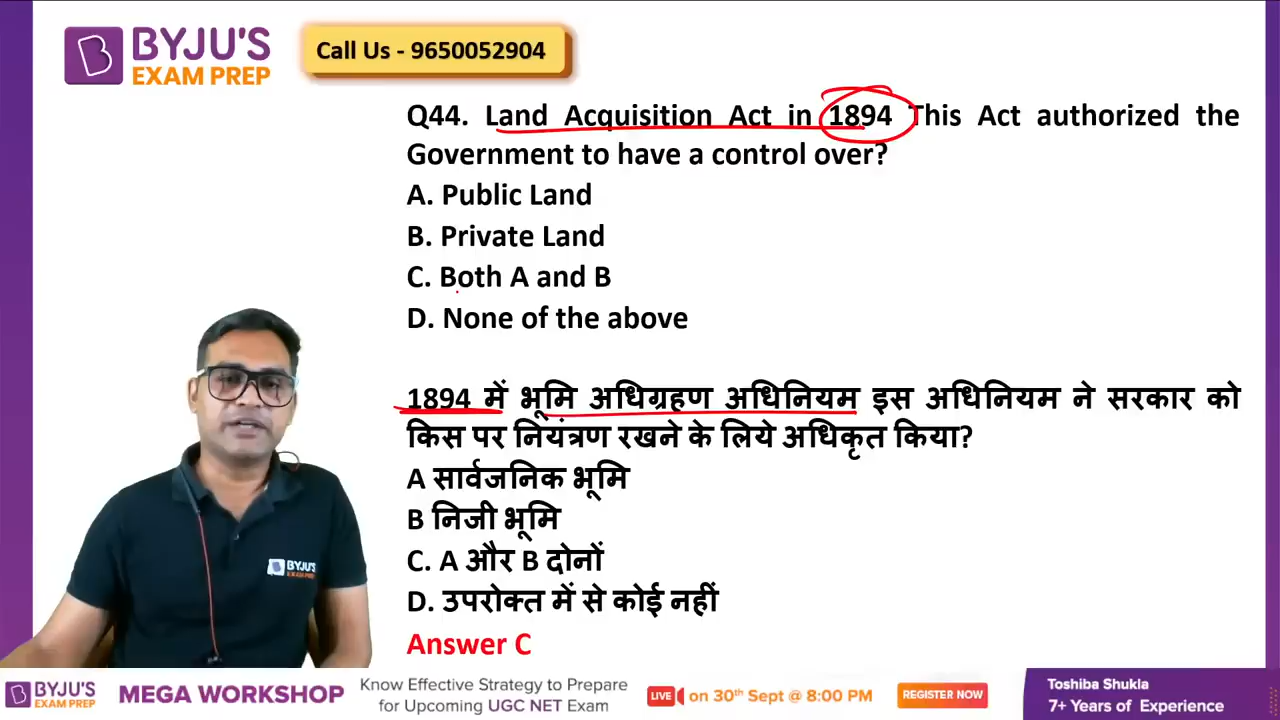 BYJU'S
EXAM PREP
Call Us - 9650052904
Q44. Land Acquisition Act in 1894 This Act authorized the
Government to have a control over?
A. Public Land
B. Private Land
C. Both A and B
D. None of the above
1894 में भूमि अधिग्रहण अधिनियम इस अधिनियम ने सरकार को
किस पर नियंत्रण रखने के लिये अधिकृत किया?
A सार्वजनिक भूमि
B निजी भूमि
C. A और B दोनों
D. उपरोक्त में से कोई नहीं
Answer C
BYJU'S
EXAM PREP
BYJU'S
EXAM PREP
MEGA WORKSHOP
Know Effective Strategy to Prepare
for Upcoming UGC NET Exam
LIVE
on 30th Sept @ 8:00 PM
REGISTER NOW
Toshiba Shukla
7+ Years of Experience